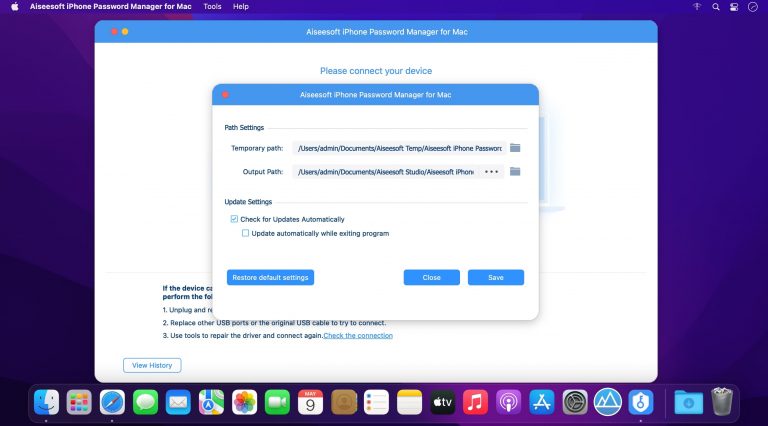 Aiseesoft iPhone Password Manager for Mac Tools Help
Aiseesoft iPhone Password Manager for Mac
Please connect your device
Aiseesoft iPhone Password Manager for Mac
Path Settings
Temporary path: /Users/admin/Documents/Aiseesoft Temp/Aiseesoft iPhone Password
Output Path: /Users/admin/Documents/Aiseesoft Studio/Aiseesoft iPhone •••
Update Settings
Check for Updates Automatically
Update automatically while exiting program
Restore default settings Close Save
If the device ca
perform the fo
1. Unplug and re
2. Replace other USB ports or the original USB cable to try to connect.
3. Use tools to repair the driver and connect again.Check the connection
View History
MAY
9
tv